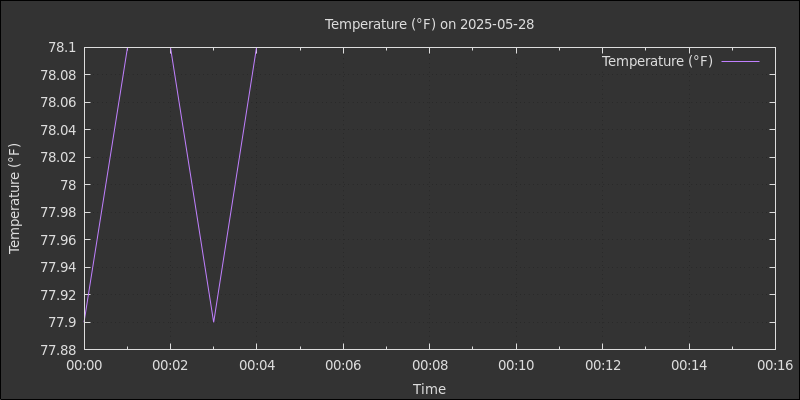 Temperature (°F) on 2025-05-28
Temperature (°F)
78.1
78.08
78.06
78.04
78.02
78
77.98
77.96
77.94
77.92
77.9
77.88
Temperature (°F)
00:00 00:02 00:04 00:06 00:08 00:10 00:12 00:14 00:16
Time